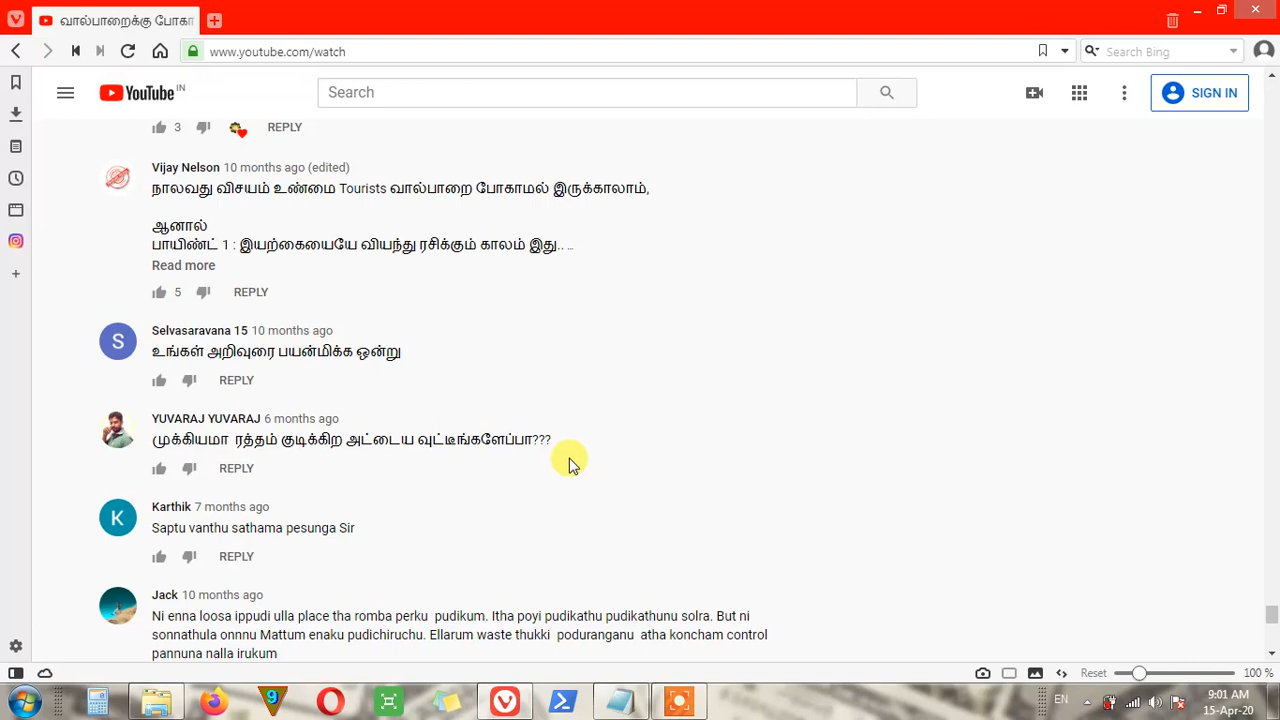 வால்பாறைக்கு போகா
www.youtube.com/watch
Search Bing
YouTube IN
Search
SIGN IN
3 REPLY
Vijay Nelson 10 months ago (edited)
நாலவது விசயம் உண்மை Tourists வால்பாறை போகாமல் இருக்காலாம்,
ஆனால்
பாயிண்ட் 1 : இயற்கையையே வியந்து ரசிக்கும் காலம் இது.. ...
Read more
5 REPLY
S
Selvasaravana 15 10 months ago
உங்கள் அறிவுரை பயன்மிக்க ஒன்று
REPLY
YUVARAJ YUVARAJ 6 months ago
முக்கியமா ரத்தம் குடிக்கிற அட்டைய வுட்டீங்களேப்பா???
REPLY
K
Karthik 7 months ago
Saptu vanthu sathama pesunga Sir
REPLY
Jack 10 months ago
Ni enna loosa ippudi ulla place tha romba perku pudikum. Itha poyi pudikathu pudikathunu solra. But ni
sonnathula onnnu Mattum enaku pudichiruchu. Ellarum waste thukki poduranganu atha koncham control
pannuna nalla irukum
Reset 100 %
9
EN
9:01 AM
15-Apr-20